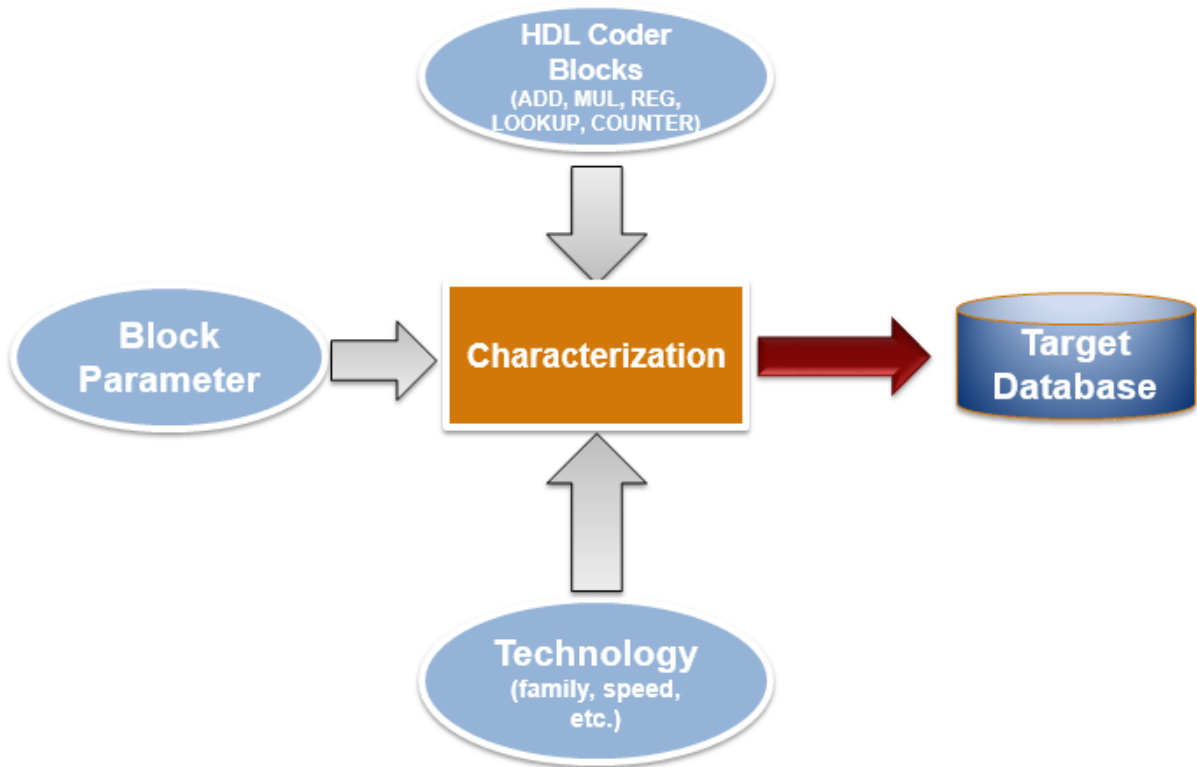 HDL Coder
Blocks
(ADD, MUL, REG,
LOOKUP, COUNTER)
Block
Parameter
Characterization
Target
Database
Technology
(family, speed,
etc.)